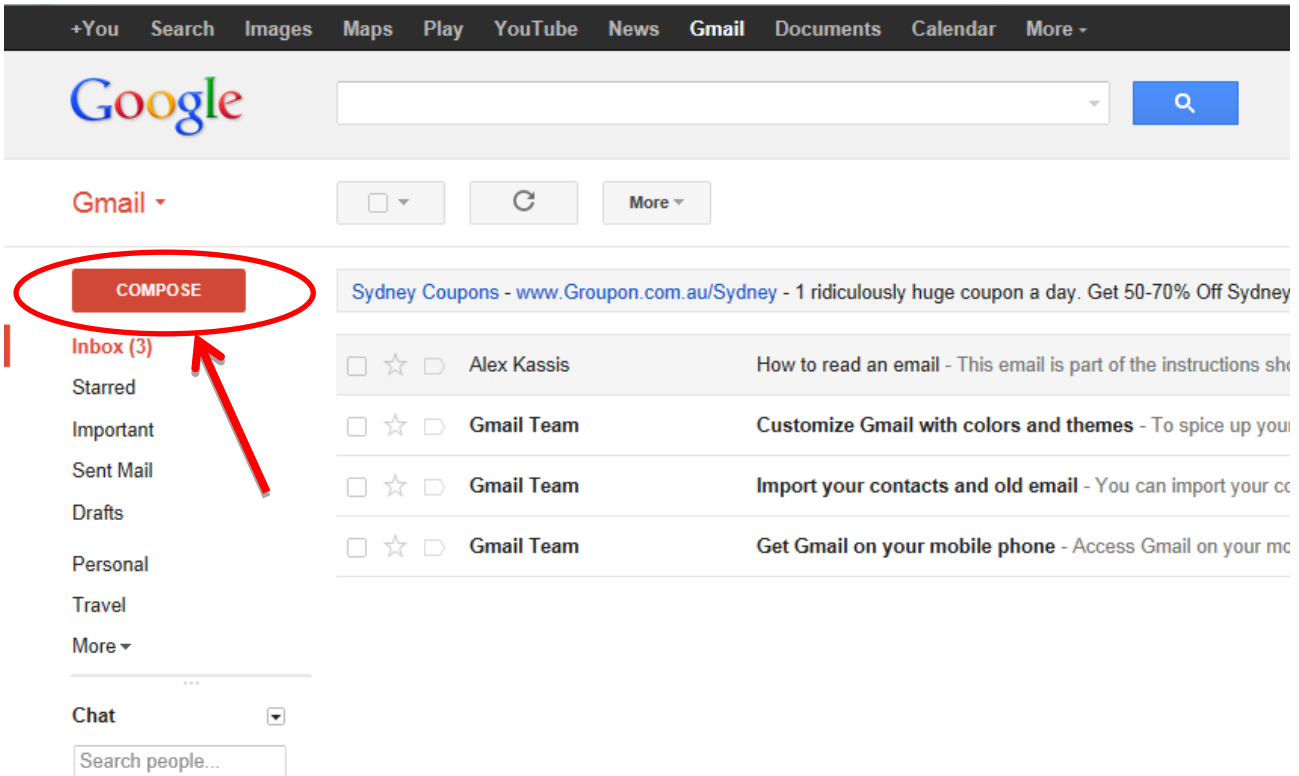 +You Search Images Maps Play YouTube News Gmail Documents Calendar More
Google
Gmail
More
COMPOSE
Sydney Coupons - www.Groupon.com.au/Sydney - 1 ridiculously huge coupon a day. Get 50-70% Off Sydney
Inbox (3)
Alex Kassis How to read an email - This email is part of the instructions
Starred
Important
Gmail Team Customize Gmail with colors and themes - To spice up your
Sent Mail
Gmail Team Import your contacts and old email - You can import your
Drafts
Gmail Team Get Gmail on your mobile phone - Access Gmail on your
Personal
Travel
More
Chat
Search people...